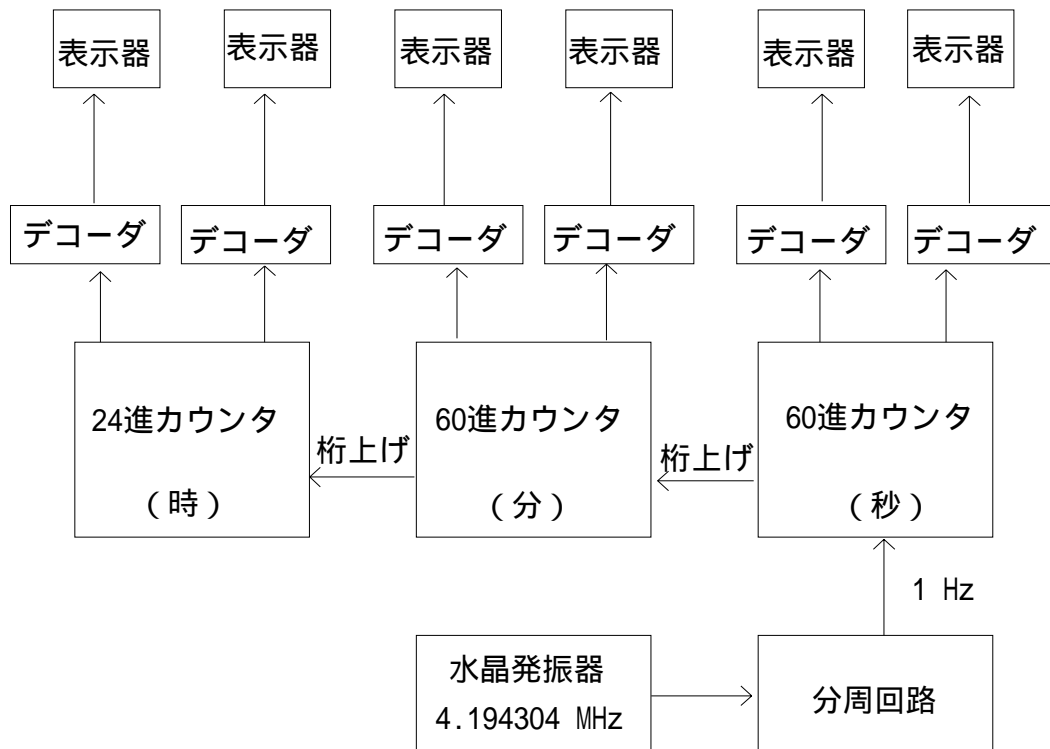 表示器
表示器
表示器
表示器
表示器
表示器
デコーダ
デコーダ
デコーダ
デコーダ
デコーダ
デコーダ
24進カウンタ
(時)
桁上げ
60進カウンタ
(分)
桁上げ
60進カウンタ
(秒)
1 Hz
水晶発振器
4.194304 MHz
分周回路